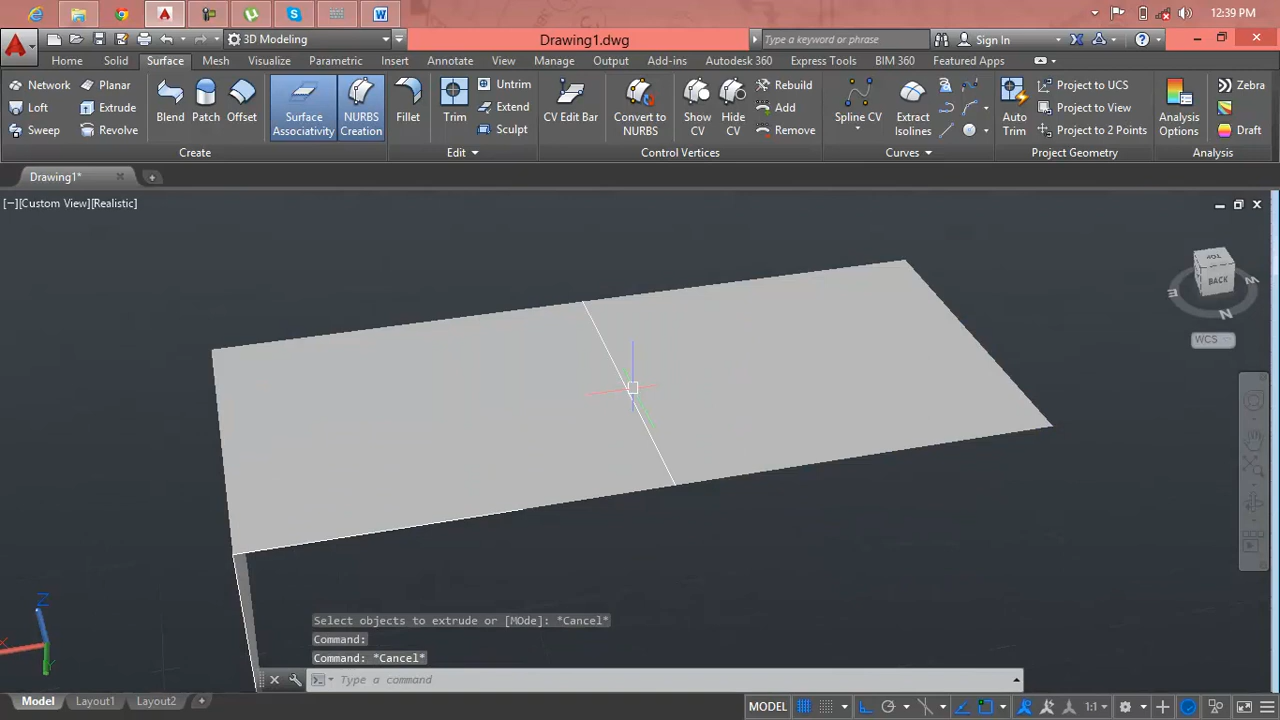 12:39 PM
3D Modeling
Drawing1.dwg
Type a keyword or phrase
Sign In
Home Solid Surface Mesh Visualize Parametric Insert Annotate View Manage Output Add-ins Autodesk 360 Express Tools BIM 360 Featured Apps
Network
Loft
Sweep
Planar
Extrude
Revolve
Blend
Patch
Offset
Surface
Associativity
NURBS
Creation
Fillet
Trim
Untrim
Extend
Sculpt
CV Edit Bar
Convert to
NURBS
Show
CV
Hide
CV
Rebuild
Add
Remove
Spline CV
Extract
Isolines
Auto
Trim
Project to UCS
Project to View
Project to 2 Points
Analysis
Options
Zebra
Draft
Create
Edit
Control Vertices
Curves
Project Geometry
Analysis
Drawing1*
[−][Custom View][Realistic]
TOP
BACK
E
N
WCS
Z
X
Select objects to extrude or [MOde]: *Cancel*
Command:
Command: *Cancel*
Type a command
Model Layout1 Layout2
MODEL
1:1